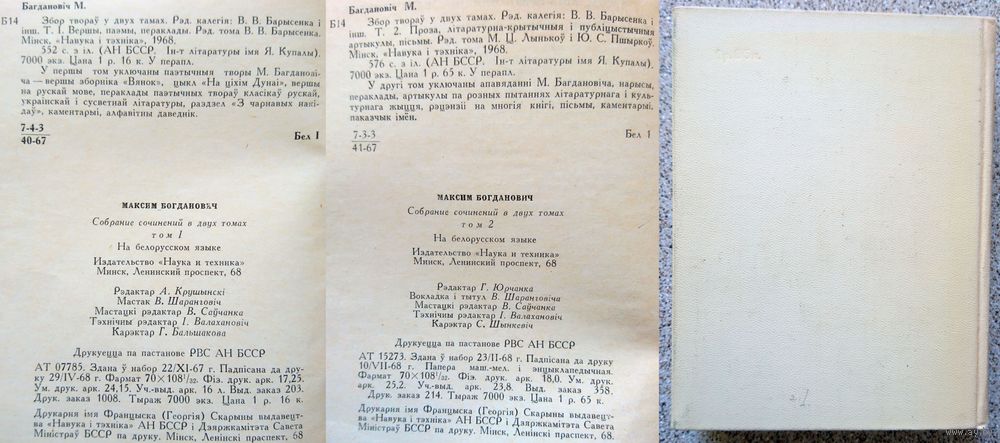 Багдановіч М.
Б14 Збор твораў у двух тамах. Рэд. калегія: В. В. Барысенка і
інш. Т. I. Вершы, паэмы, пераклады. Рэд. тома В. В. Барысенка.
Мінск, «Навука і тэхніка», 1968.
552 с. з іл. (АН БССР. Ін-т літаратуры імя Я. Купалы).
7000 экз. Цана 1 р. 16 к. У перапл.
У першы том уключаны паэтычныя творы М. Багдановіча
— вершы зборніка «Вянок», цыкл «На ціхім Дунаі», вершы
на рускай мове, пераклады паэтычных твораў класікаў рускай,
украінскай і сусветнай літаратуры, раздзел «З чарнавых накідаў»,
каментарыі, алфавітны даведнік.
7-4-3
40-67
Бел I
МАКСИМ БОГДАНОВИЧ
Собрание сочинений в двух томах
том I
На белорусском языке
Издательство «Наука и техника»
Минск, Ленинский проспект, 68
Рэдактар А. Крушынскі
Мастак В. Шаранговіч
Мастацкі рэдактар В. Саўчанка
Тэхнічны рэдактар І. Валахановіч
Карэктар Г. Бальшакова
Друкуецца па пастанове РВС АН БССР
АТ 07785. Здана ў набор 22/XI-67 г. Падпісана да друку
29/IV-68 г. Фармат 70×108 1/32. Фіз. друк. арк. 17,25.
Ум. друк. арк. 24,15. Уч.-выд. арк. 16 л. Выд. заказ 203.
Друк. заказ 1008. Тыраж 7000 экз. Цана 1 р. 16 к.
Друкарня імя Францыска (Георгія) Скарыны выдавецтва
«Навука і тэхніка» АН БССР і Дзяржкамітэта Савета
Міністраў БССР па друку. Мінск, Ленінскі праспект, 68
Багдановіч М.
Б14 Збор твораў у двух тамах. Рэд. калегія: В. В. Барысенка і
інш. Т. 2. Проза, літаратурна-крытычныя і публіцыстычныя
артыкулы, пісьмы. Рэд. тома М. Ц. Лынькоў і Ю. С. Пшыркоў.
Мінск, «Навука і тэхніка», 1968.
576 с. з іл. (АН БССР. Ін-т літаратуры імя Я. Купалы).
7000 экз. Цана 1 р. 65 к. У перапл.
У другі том уключаны апавяданні М. Багдановіча, нарысы,
пераклады, артыкулы па розных пытаннях літаратурнага і культурнага
жыцця, рэцэнзіі на многія кнігі, пісьмы, каментарыі,
паказчык імён.
7-3-3
41-67
Бел 1
МАКСИМ БОГДАНОВИЧ
Собрание сочинений в двух томах
том 2
На белорусском языке
Издательство «Наука и техника»
Минск, Ленинский проспект, 68
Рэдактар Г. Юрчанка
Вокладка і тытул В. Шаранговіча
Мастацкі рэдактар В. Саўчанка
Тэхнічны рэдактар І. Валахановіч
Карэктар С. Шынкевіч
Друкуецца па пастанове РВС АН БССР
АТ 15273. Здана ў набор 23/II-68 г. Падпісана да друку
10/VII-68 г. Папера маш.-мел. і энцыклапедычная.
Фармат 70×108 1/32. Фіз. друк. арк. 18,0. Ум. друк.
арк. 25,2. Уч.-выд. арк. 23,8. Выд. заказ 358.
Друк. заказ 214. Тыраж 7000 экз. Цана 1 р. 65 к.
Друкарня імя Францыска (Георгія) Скарыны выдавецтва
«Навука і тэхніка» АН БССР і Дзяржкамітэта Савета
Міністраў БССР па друку. Мінск, Ленінскі праспект, 68.